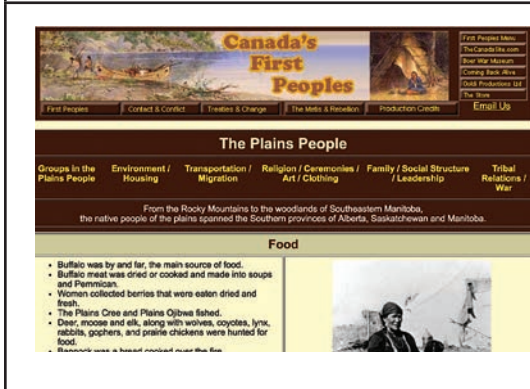 Canada's
First
Peoples
First Peoples Menu
TheCanadaSite.com
Boer War Museum
Coming Back Alive
Goldi Productions Ltd
The Store
Email Us
First Peoples
Contact & Conflict
Treaties & Change
The Metis & Rebellion
Production Credits
The Plains People
Groups in the
Plains People
Environment /
Housing
Transportation /
Migration
Religion / Ceremonies /
Art / Clothing
Family / Social Structure
/ Leadership
Tribal
Relations /
War
From the Rocky Mountains to the woodlands of Southeastern Manitoba,
the native people of the plains spanned the Southern provinces of Alberta, Saskatchewan and Manitoba.
Food
• Buffalo was by and far, the main source of food.
• Buffalo meat was dried or cooked and made into soups
and Pemmican.
• Women collected berries that were eaten dried and
fresh.
• The Plains Cree and Plains Ojibwa fished.
• Deer, moose and elk, along with wolves, coyotes, lynx,
rabbits, gophers, and prairie chickens were hunted for
food.
• Bannock was a bread cooked over the fire.